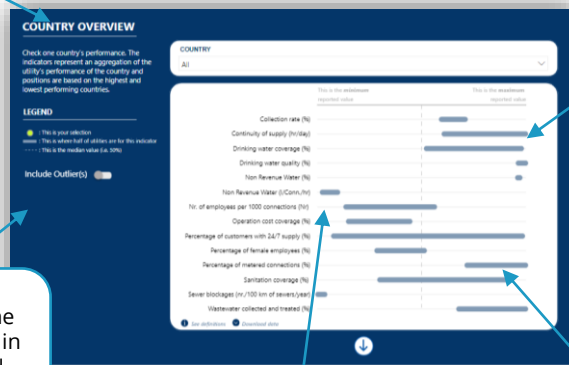 COUNTRY OVERVIEW
Check one country's performance. The
indicators represent an aggregation of the
utility's performance of the country and
positions are based on the highest and
lowest performing countries.
LEGEND
: This is your selection
: This is where half of utilities are for this indicator
: This is the median value (i.e. 50%)
Include Outlier(s)
COUNTRY
All
This is the minimum
reported value
This is the maximum
reported value
Collection rate (%)
Continuity of supply (hr/day)
Drinking water coverage (%)
Drinking water quality (%)
Non Revenue Water (%)
Non Revenue Water (l/Conn./hr)
Nr. of employees per 1000 connections (Nr)
Operation cost coverage (%)
Percentage of customers with 24/7 supply (%)
Percentage of female employees (%)
Percentage of metered connections (%)
Sanitation coverage (%)
Sewer blockages (nr./100 km of sewers/year)
Wastewater collected and treated (%)
See definitions Download data
in